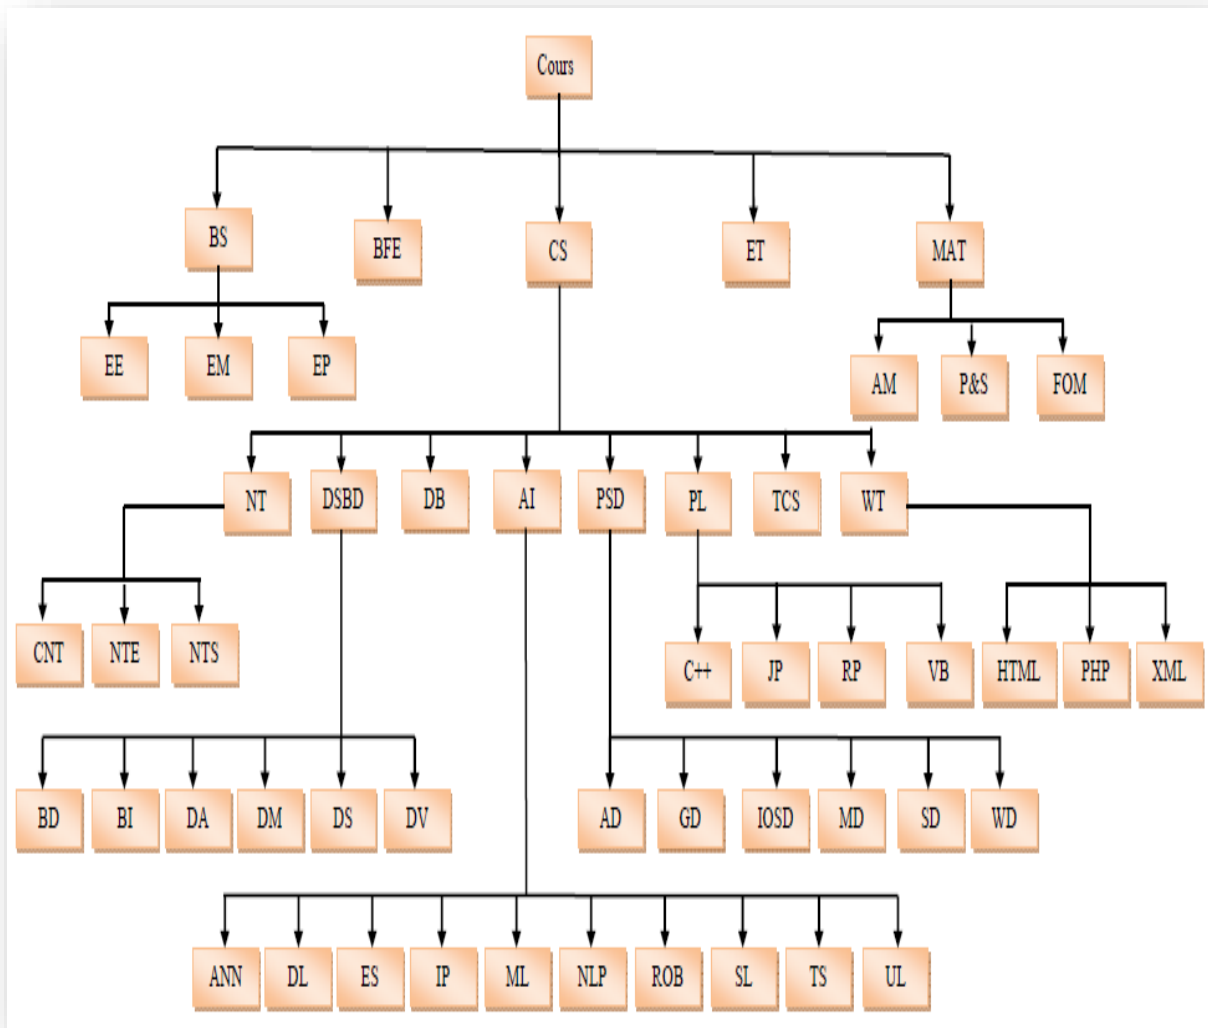 Cours
BS
BFE
CS
ET
MAT
EE
EM
EP
AM
P&S
FOM
NT
DSBD
DB
AI
PSD
PL
TCS
WT
CNT
NTE
NTS
C++
JP
RP
VB
HTML
PHP
XML
BD
BI
DA
DM
DS
DV
AD
GD
IOSD
MD
SD
WD
ANN
DL
ES
IP
ML
NLP
ROB
SL
TS
UL